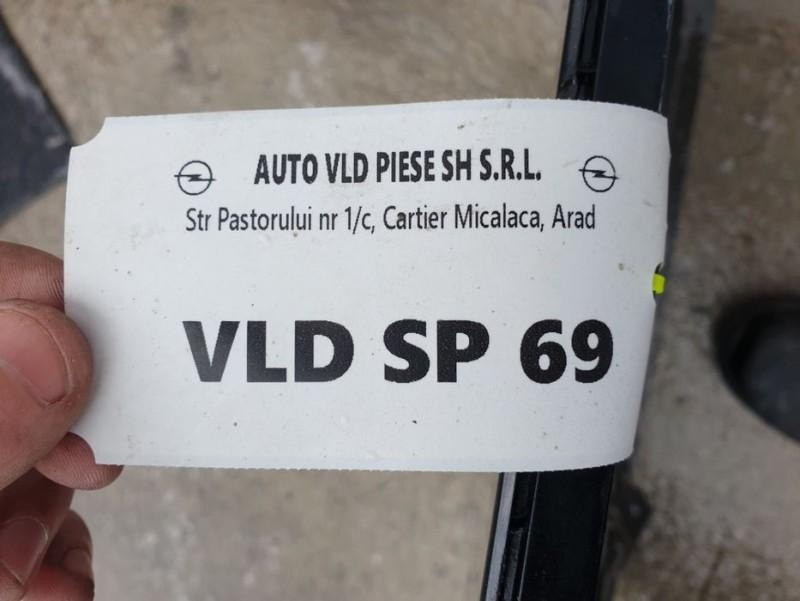 AUTO VLD PIESE SH S.R.L.
Str Pastorului nr 1/c, Cartier Micalaca, Arad
VLD SP 69